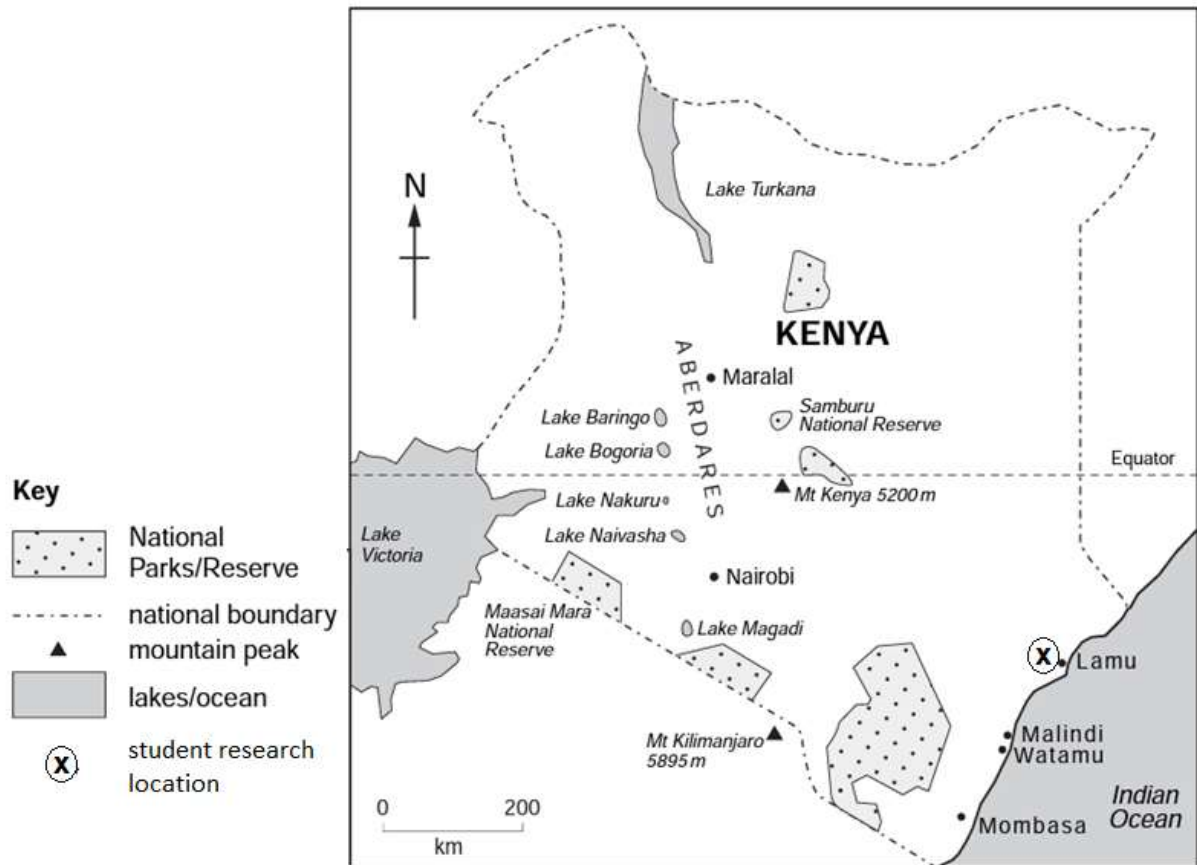 N
Lake Turkana
KENYA
ABERDARES
Maralal
Lake Baringo
Samburu
National Reserve
Lake Bogoria
Equator
Mt Kenya 5200 m
Lake Nakuru
Lake Victoria
Lake Naivasha
Nairobi
Maasai Mara
National
Reserve
Lake Magadi
X
Lamu
Mt Kilimanjaro
5895 m
Malindi
Watamu
Indian
Ocean
Mombasa
0 200
km
Key
National
Parks/Reserve
national boundary
mountain peak
lakes/ocean
X
student research
location